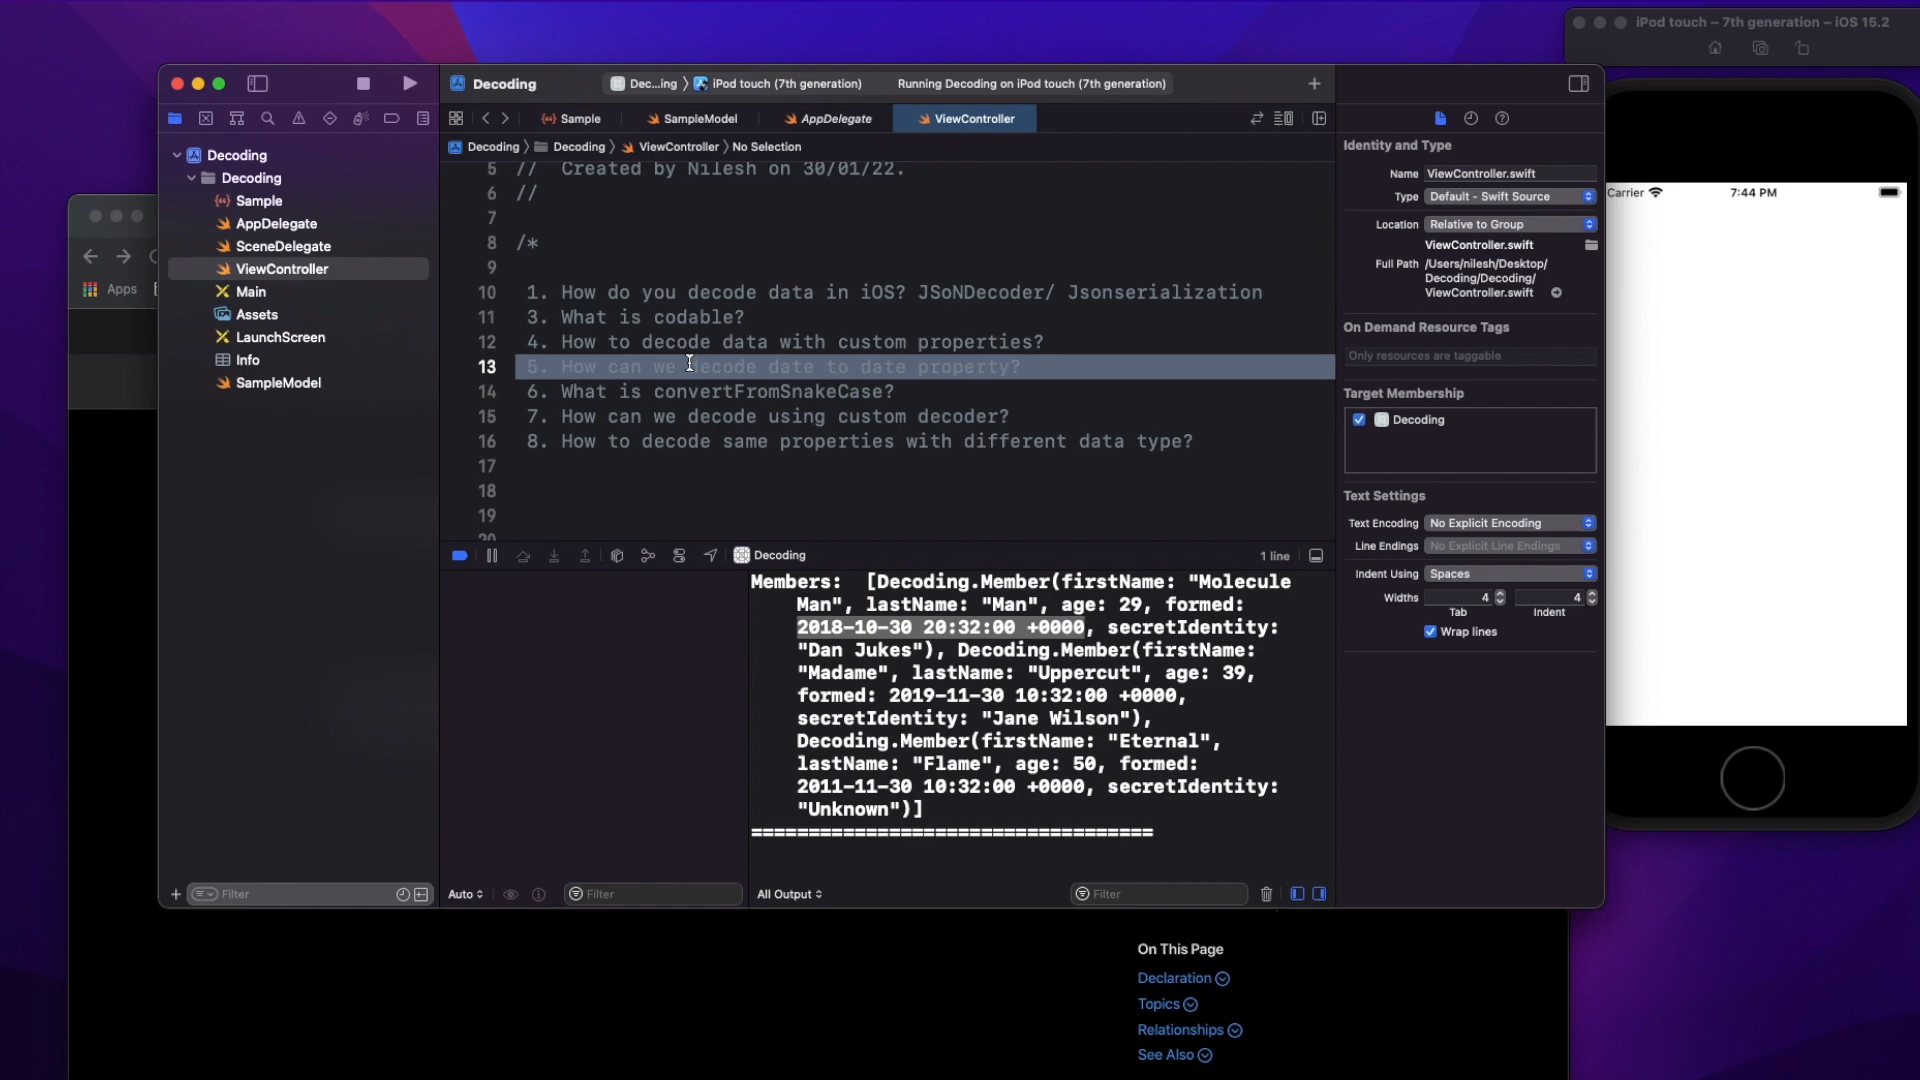 iPod touch – 7th generation – iOS 15.2
Decoding
Dec...ing
iPod touch (7th generation)
Running Decoding on iPod touch (7th generation)
Sample
SampleModel
AppDelegate
ViewController
Decoding
Decoding
ViewController
No Selection
Decoding
Decoding
Sample
AppDelegate
SceneDelegate
ViewController
Main
Assets
LaunchScreen
Info
SampleModel
Filter
Apps
5 //  Created by Nilesh on 30/01/22.
6 //
7
8 /*
9
10 1. How do you decode data in iOS? JSoNDecoder/ Jsonserialization
11 3. What is codable?
12 4. How to decode data with custom properties?
13 5. How can we decode date to date property?
14 6. What is convertFromSnakeCase?
15 7. How can we decode using custom decoder?
16 8. How to decode same properties with different data type?
17
18
19
20
Decoding
1 line
Members:  [Decoding.Member(firstName: "Molecule
Man", lastName: "Man", age: 29, formed:
2018-10-30 20:32:00 +0000, secretIdentity:
"Dan Jukes"), Decoding.Member(firstName:
"Madame", lastName: "Uppercut", age: 39,
formed: 2019-11-30 10:32:00 +0000,
secretIdentity: "Jane Wilson"),
Decoding.Member(firstName: "Eternal",
lastName: "Flame", age: 50, formed:
2011-11-30 10:32:00 +0000, secretIdentity:
"Unknown")]
===================================
Auto
Filter
All Output
Filter
Identity and Type
Name ViewController.swift
Type Default - Swift Source
Location Relative to Group
ViewController.swift
Full Path /Users/nilesh/Desktop/
Decoding/Decoding/
ViewController.swift
On Demand Resource Tags
Only resources are taggable
Target Membership
Decoding
Text Settings
Text Encoding No Explicit Encoding
Line Endings No Explicit Line Endings
Indent Using Spaces
Widths 4 4
Tab Indent
Wrap lines
Carrier 7:44 PM
On This Page
Declaration
Topics
Relationships
See Also